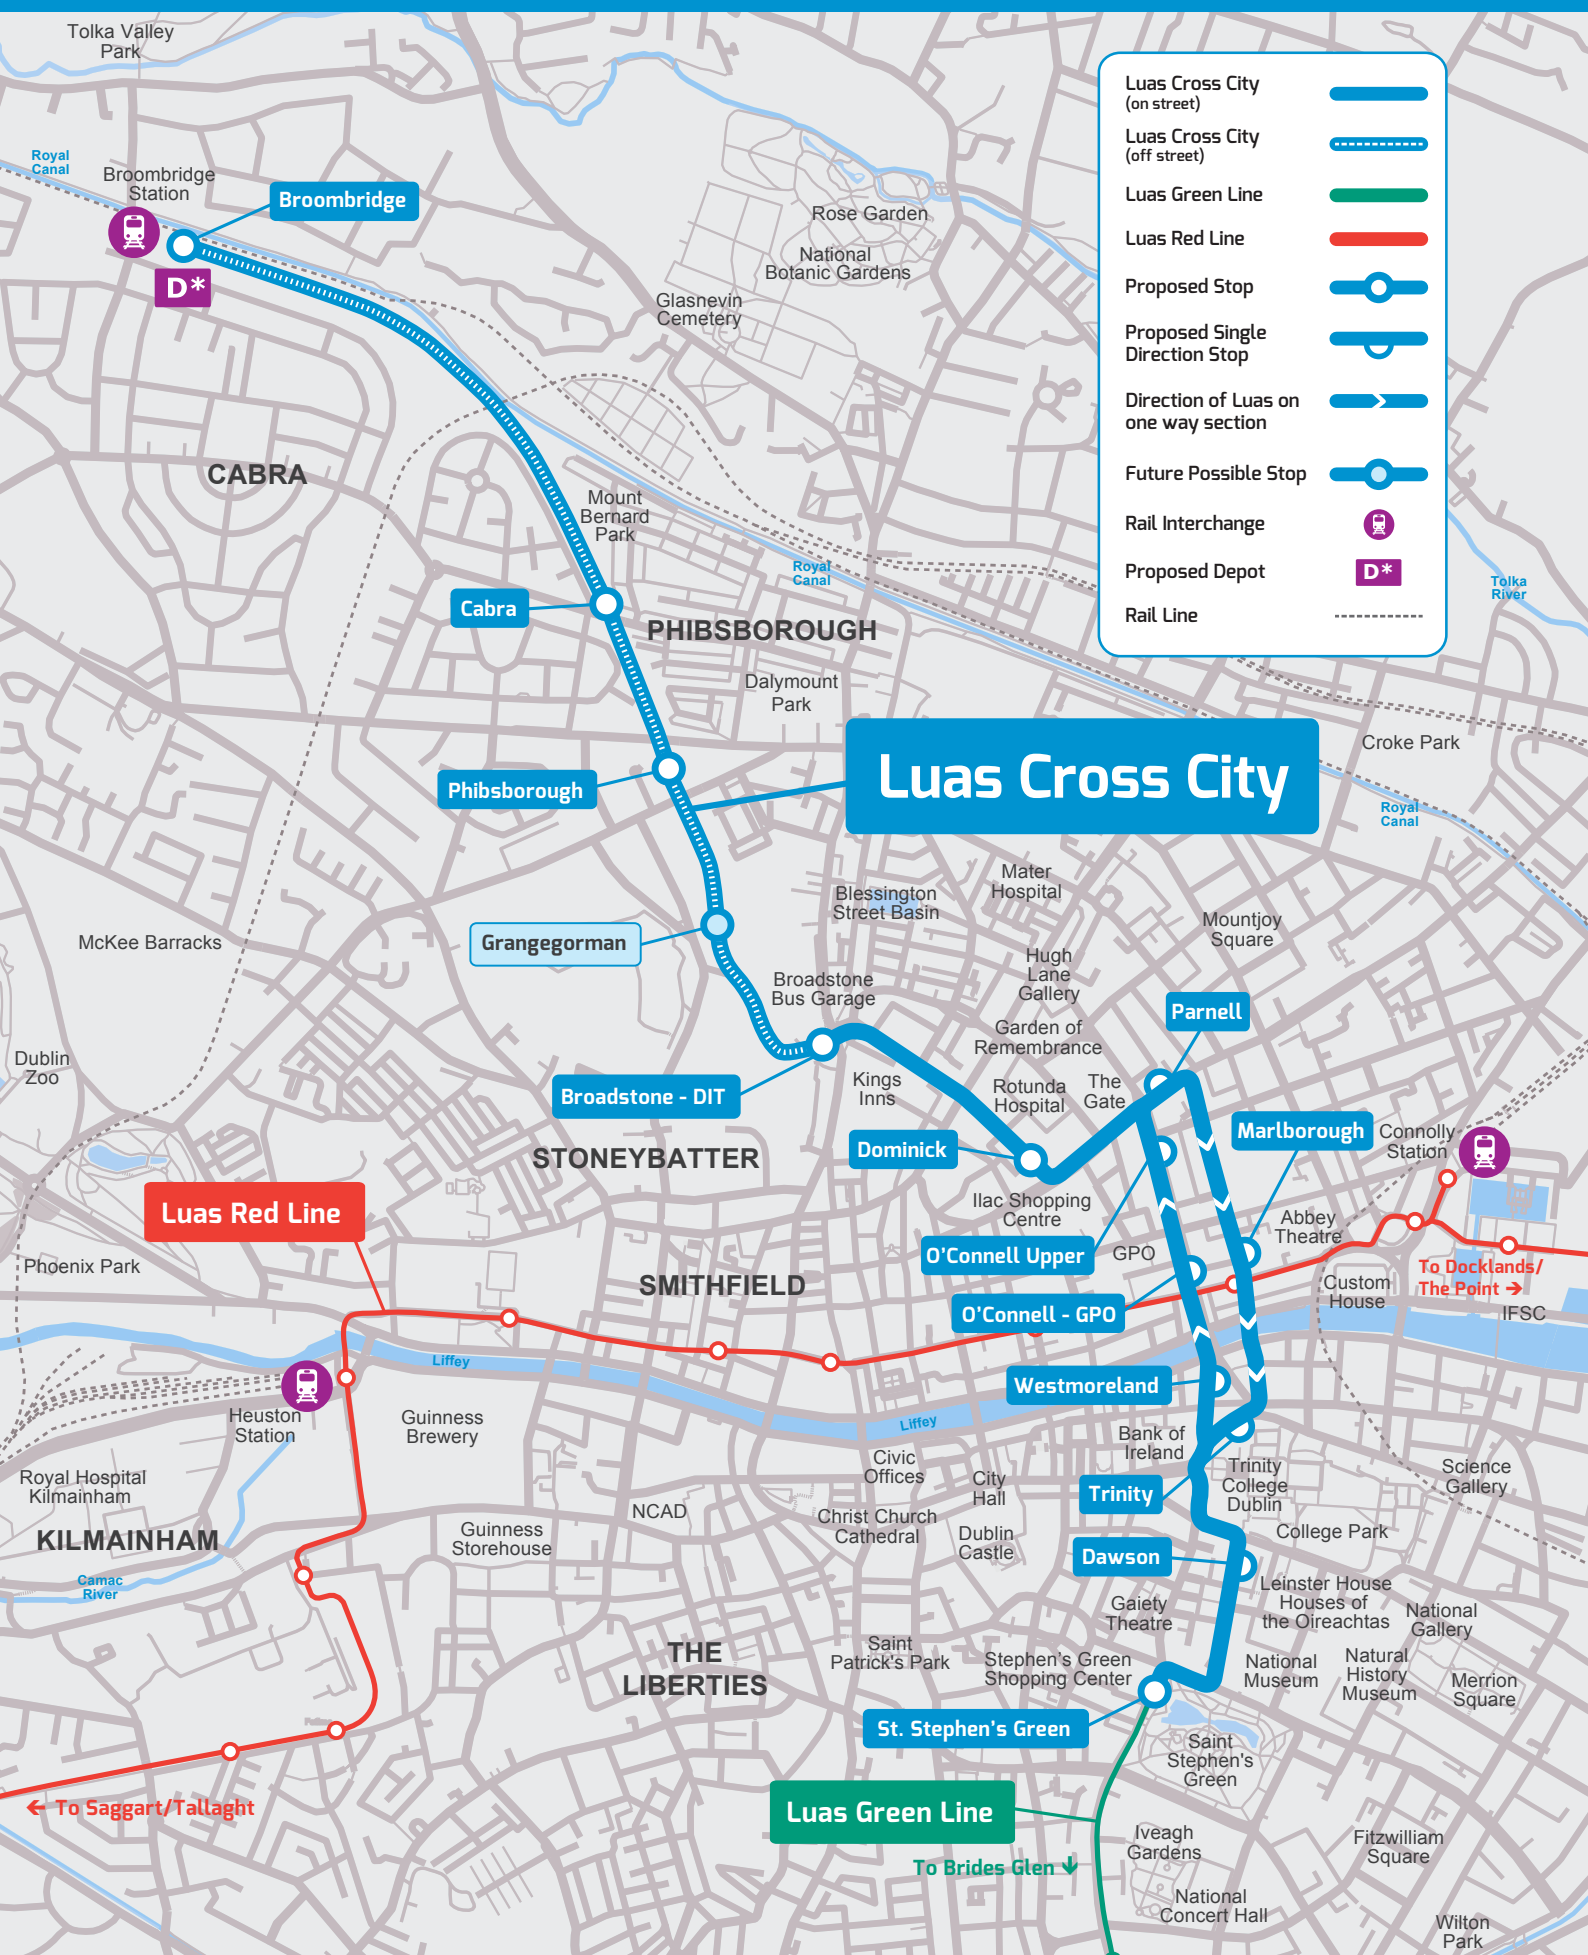 Tolka Valley
Park
Royal
Canal
Broombridge
Station
Broombridge
D*
Rose Garden
National
Botanic Gardens
Glasnevin
Cemetery
Luas Cross City
(on street)
Luas Cross City
(off street)
Luas Green Line
Luas Red Line
Proposed Stop
Proposed Single
Direction Stop
Direction of Luas on
one way section
Future Possible Stop
Rail Interchange
Proposed Depot
D*
Rail Line
CABRA
Mount
Bernard
Park
Royal
Canal
Tolka
River
Cabra
PHIBSBOROUGH
Dalymount
Park
Luas Cross City
Croke Park
Phibsborough
Royal
Canal
Mater
Hospital
Blessington
Street Basin
Mountjoy
Square
Grangegorman
McKee Barracks
Hugh
Lane
Gallery
Broadstone
Bus Garage
Parnell
Garden of
Remembrance
Dublin
Zoo
Kings
Inns
Rotunda
Hospital
The
Gate
Broadstone - DIT
Marlborough
Connolly
Station
Dominick
STONEYBATTER
Ilac Shopping
Centre
Abbey
Theatre
Luas Red Line
O'Connell Upper
GPO
Phoenix Park
SMITHFIELD
To Docklands/
The Point →
Custom
House
IFSC
O'Connell - GPO
Liffey
Westmoreland
Heuston
Station
Guinness
Brewery
Liffey
Bank of
Ireland
Civic
Offices
City
Hall
Trinity
College
Dublin
Science
Gallery
Royal Hospital
Kilmainham
Trinity
NCAD
Christ Church
Cathedral
KILMAINHAM
Guinness
Storehouse
Dublin
Castle
College Park
Dawson
Camac
River
Leinster House
Houses of
the Oireachtas
Gaiety
Theatre
National
Gallery
THE
LIBERTIES
Saint
Patrick's Park
Stephen's Green
Shopping Center
National
Museum
Natural
History
Museum
Merrion
Square
St. Stephen's Green
Saint
Stephen's
Green
← To Saggart/Tallaght
Luas Green Line
Iveagh
Gardens
Fitzwilliam
Square
To Brides Glen ↓
National
Concert Hall
Wilton
Park